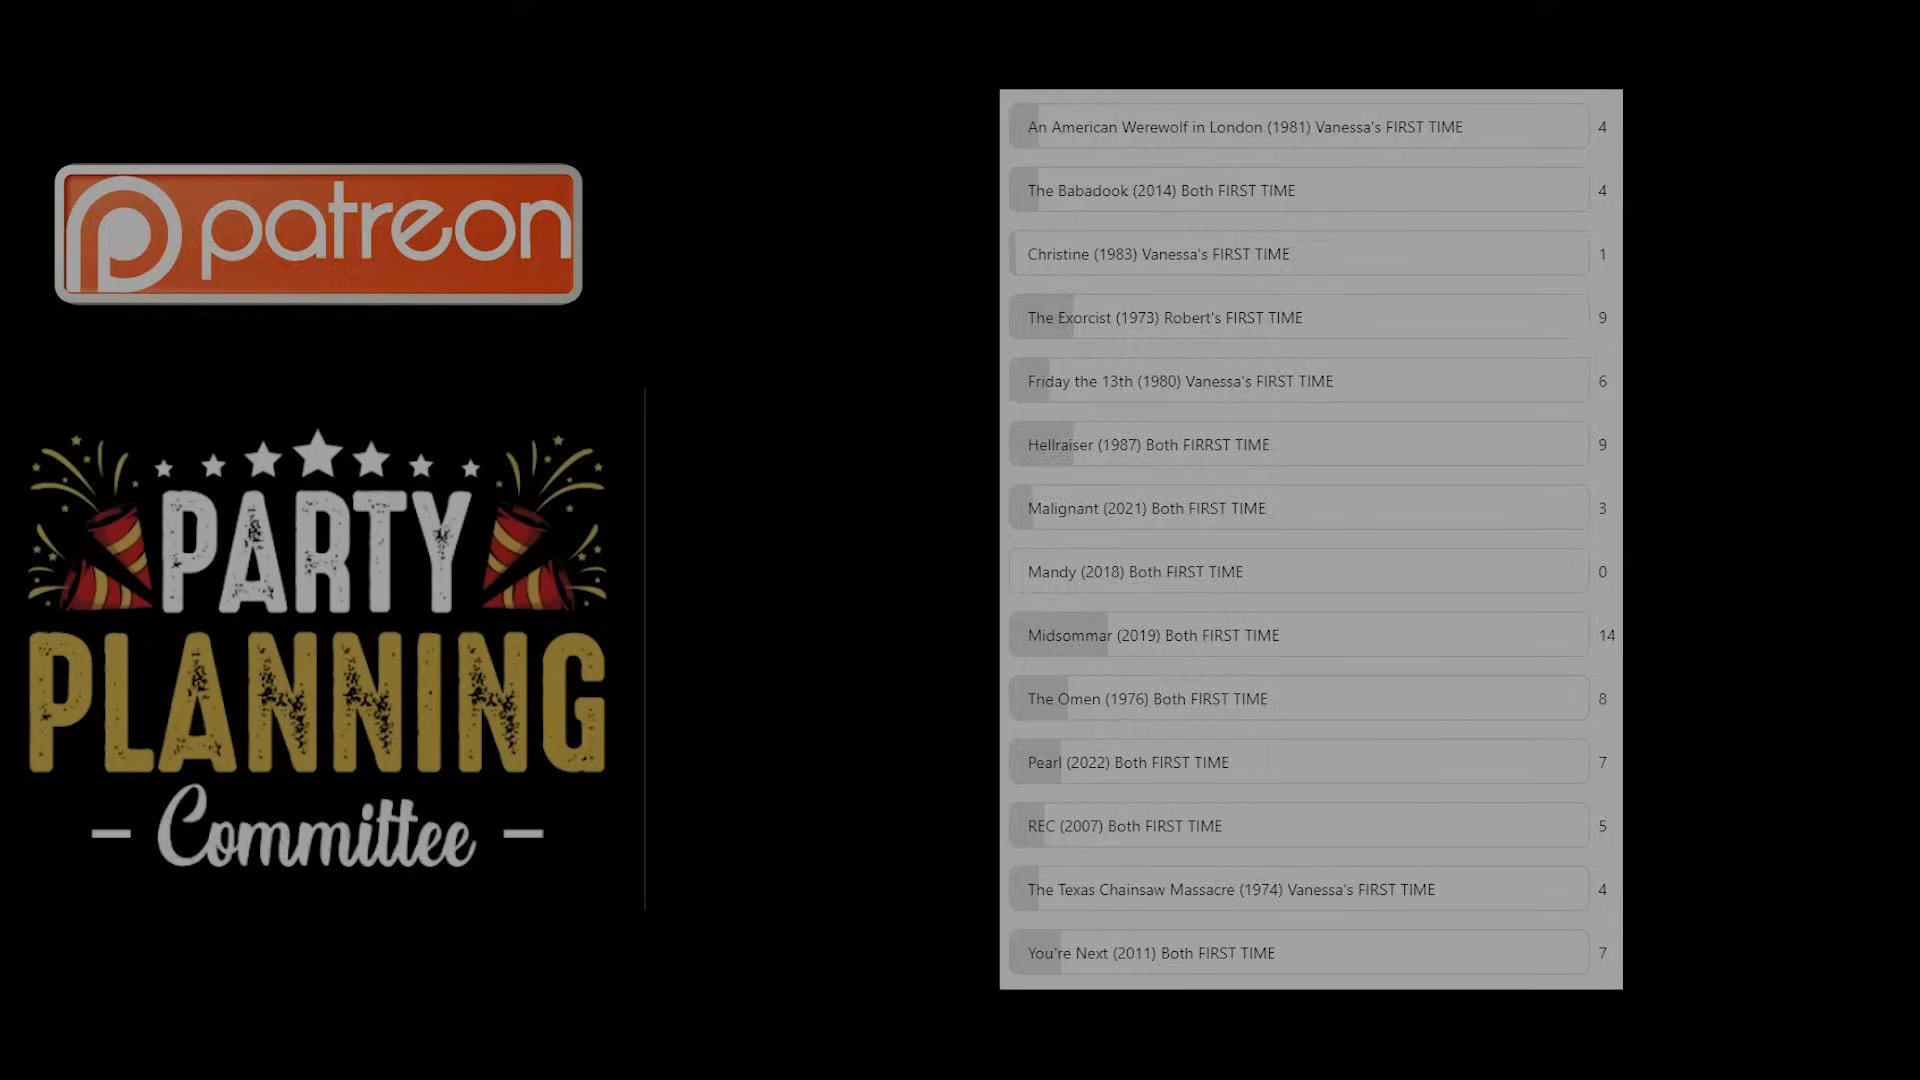 patreon
PARTY
PLANNING
Committee
An American Werewolf in London (1981) Vanessa's FIRST TIME 4
The Babadook (2014) Both FIRST TIME 4
Christine (1983) Vanessa's FIRST TIME 1
The Exorcist (1973) Robert's FIRST TIME 9
Friday the 13th (1980) Vanessa's FIRST TIME 6
Hellraiser (1987) Both FIRRST TIME 9
Malignant (2021) Both FIRST TIME 3
Mandy (2018) Both FIRST TIME 0
Midsommar (2019) Both FIRST TIME 14
The Omen (1976) Both FIRST TIME 8
Pearl (2022) Both FIRST TIME 7
REC (2007) Both FIRST TIME 5
The Texas Chainsaw Massacre (1974) Vanessa's FIRST TIME 4
You're Next (2011) Both FIRST TIME 7